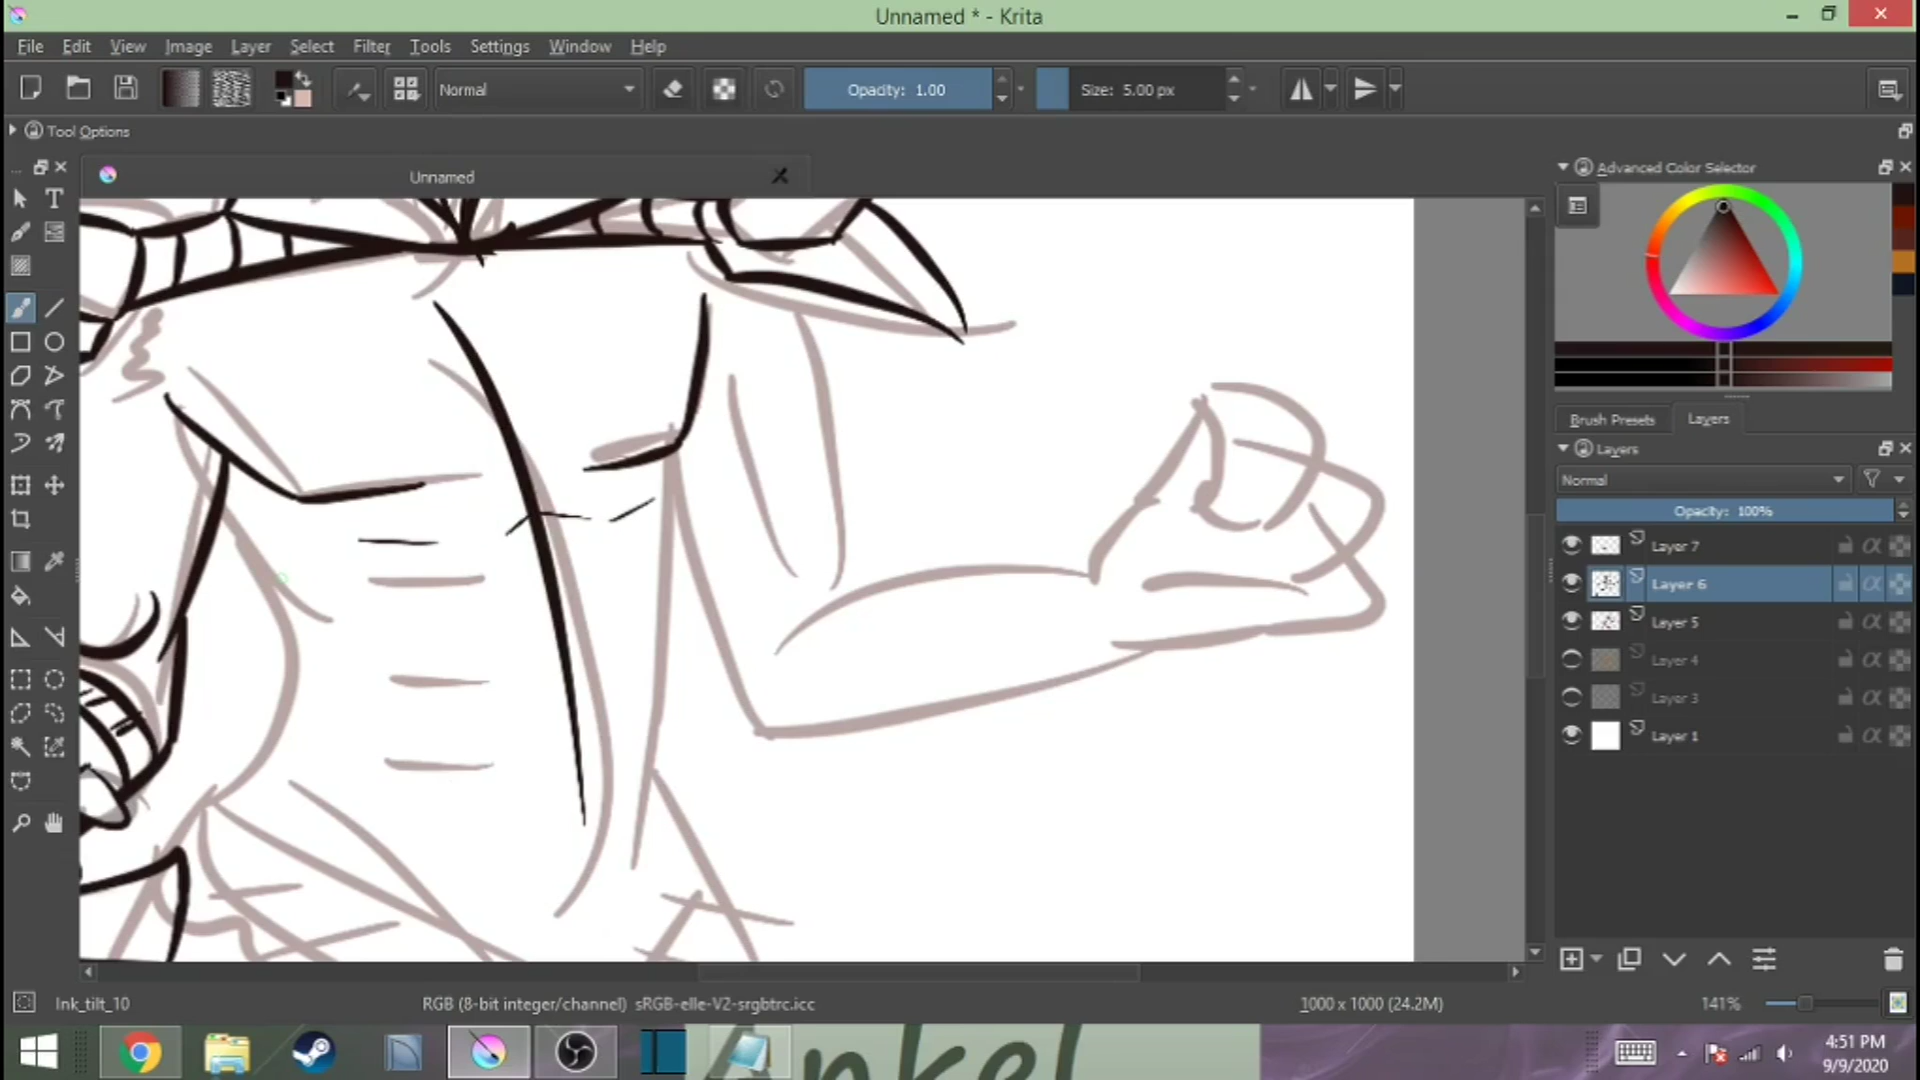 Unnamed * - Krita
File Edit View Image Layer Select Filter Tools Settings Window Help
Normal Opacity: 1.00 Size: 5.00 px
Tool Options
Unnamed
Advanced Color Selector
Brush Presets Layers
Layers
Normal
Opacity: 100%
Layer 7
Layer 6
Layer 5
Layer 4
Layer 3
Layer 1
Ink_tilt_10 RGB (8-bit integer/channel) sRGB-elle-V2-srgbtrc.icc 1000 x 1000 (24.2M) 141%
4:51 PM
9/9/2020